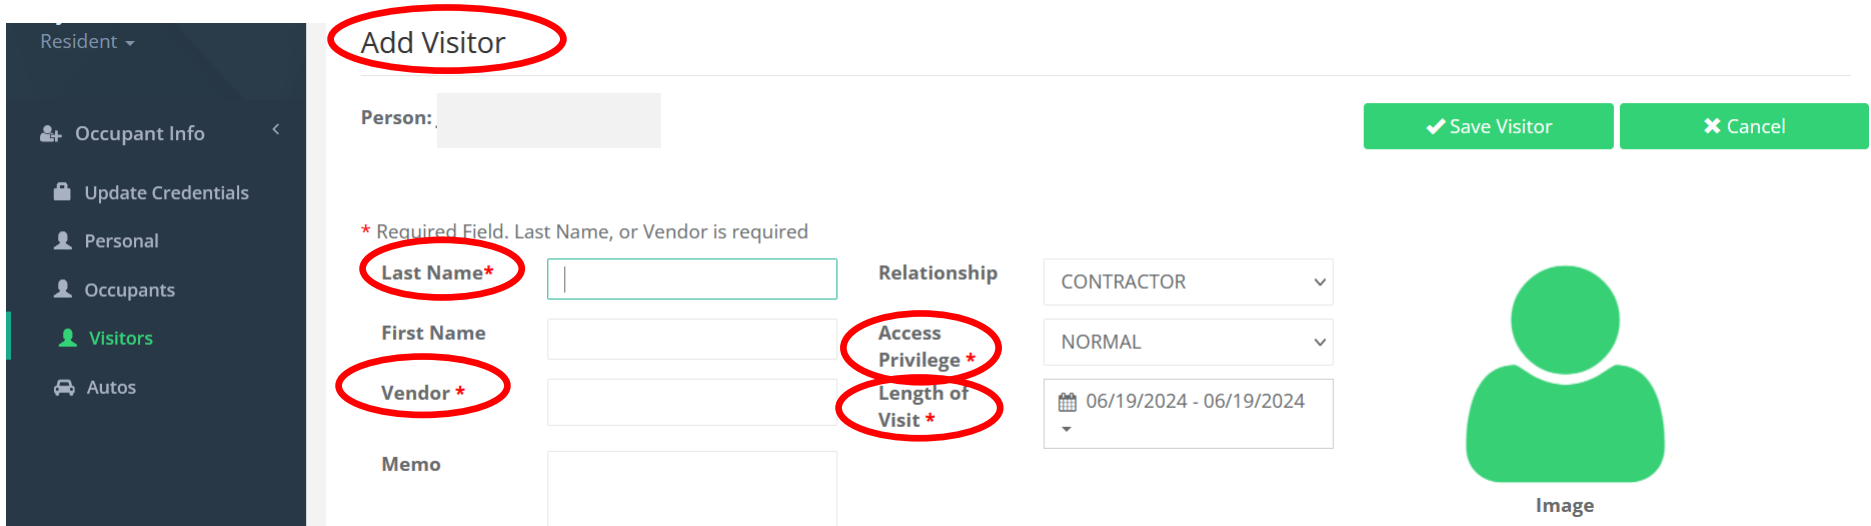 Resident
Occupant Info
Update Credentials
Personal
Occupants
Visitors
Autos
Add Visitor
Person:
Save Visitor
Cancel
* Required Field. Last Name, or Vendor is required
Last Name*
First Name
Vendor *
Memo
Relationship
CONTRACTOR
Access
Privilege *
NORMAL
Length of
Visit *
06/19/2024 - 06/19/2024
Image